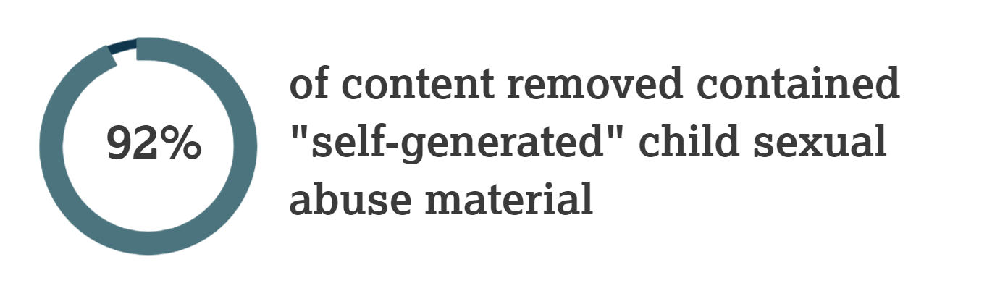 92%
of content removed contained
"self-generated" child sexual
abuse material